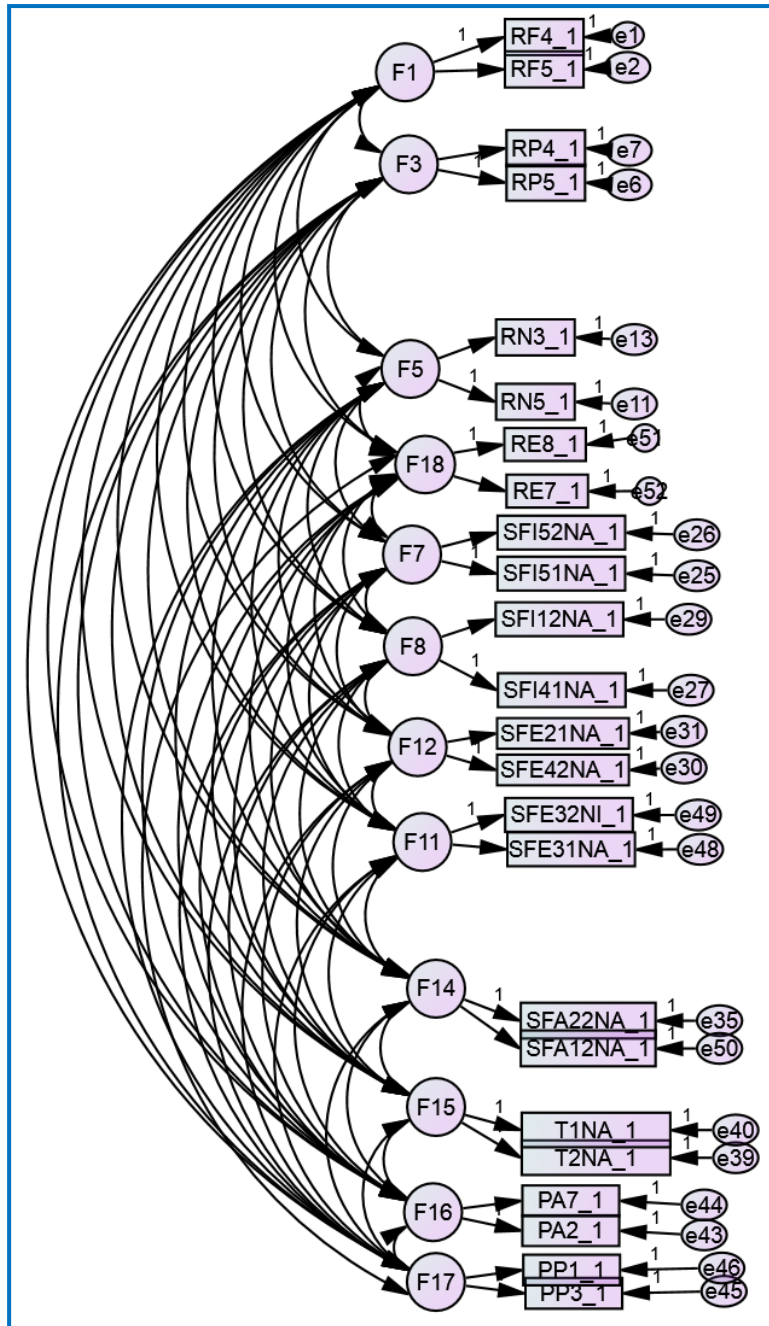 1 RF4_1 1 e1
F1 RF5_1 1 e2
RP4_1 1 e7
F3 1 RP5_1 1 e6
RN3_1 1 e13
F5
1 RN5_1 1 e11
1 RE8_1 1 e51
F18
RE7_1 1 e52
SFI52NA_1 1 e26
F7
1 SFI51NA_1 1 e25
SFI12NA_1 1 e29
F8
1 SFI41NA_1 1 e27
SFE21NA_1 1 e31
F12
1 SFE42NA_1 1 e30
1 SFE32NI_1 1 e49
F11 SFE31NA_1 1 e48
F14
1 SFA22NA_1 1 e35
SFA12NA_1 1 e50
F15
1 T1NA_1 1 e40
T2NA_1 1 e39
PA7_1 1 e44
F16
PA2_1 1 e43
PP1_1 1 e46
F17 PP3_1 1 e45